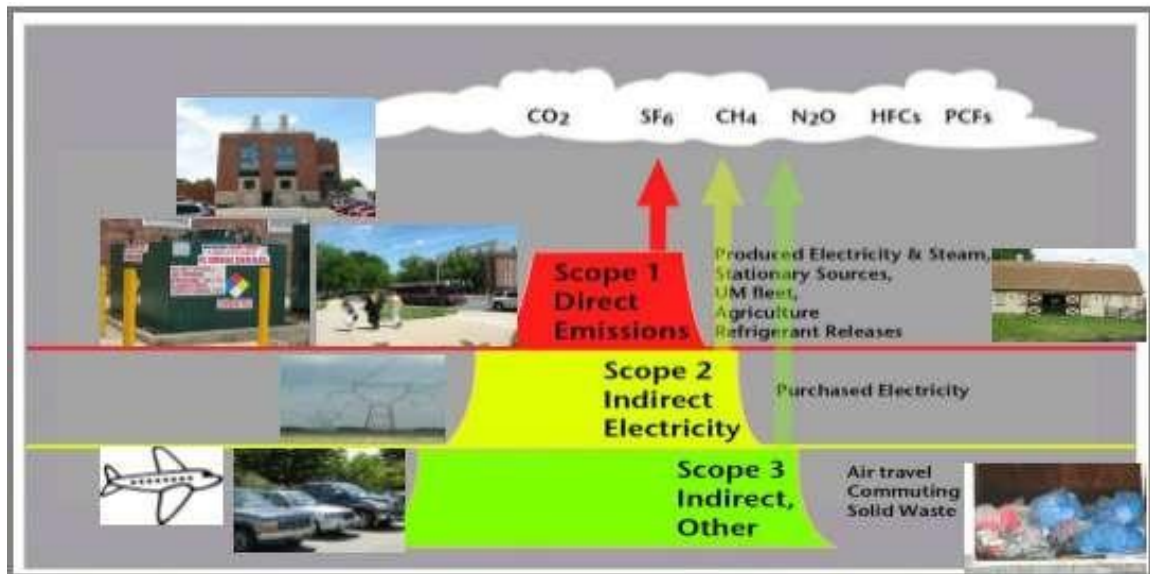 CO2 SF6 CH4 N2O HFCs PCFs
Scope 1
Direct
Emissions
Produced Electricity & Steam,
Stationary Sources,
UM fleet,
Agriculture
Refrigerant Releases
Scope 2
Indirect
Electricity
Purchased Electricity
Scope 3
Indirect,
Other
Air travel
Commuting
Solid Waste